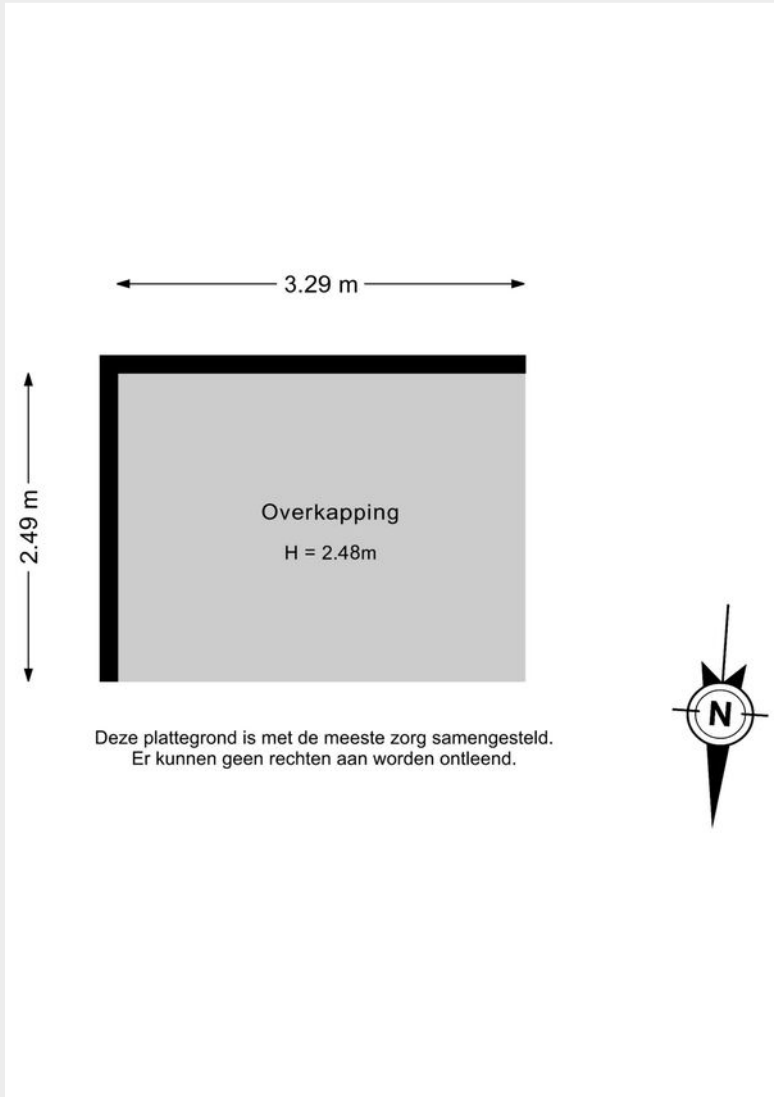 3.29 m
2.49 m
Overkapping
H = 2.48m
N
Deze plattegrond is met de meeste zorg samengesteld.
Er kunnen geen rechten aan worden ontleend.